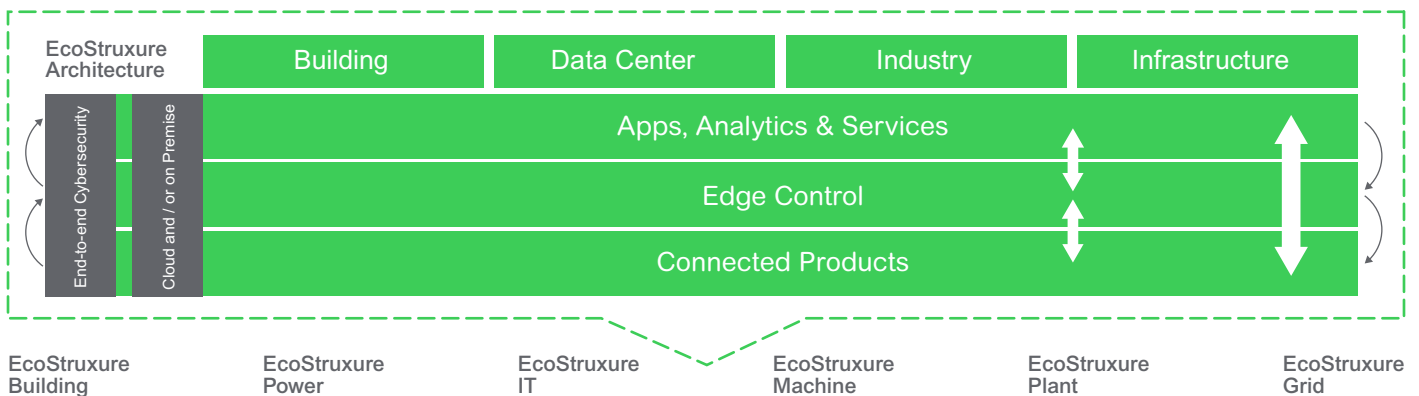 EcoStruxure
Architecture
Building
Data Center
Industry
Infrastructure
End-to-end Cybersecurity
Cloud and / or on Premise
Apps, Analytics & Services
Edge Control
Connected Products
EcoStruxure
Building
EcoStruxure
Power
EcoStruxure
IT
EcoStruxure
Machine
EcoStruxure
Plant
EcoStruxure
Grid